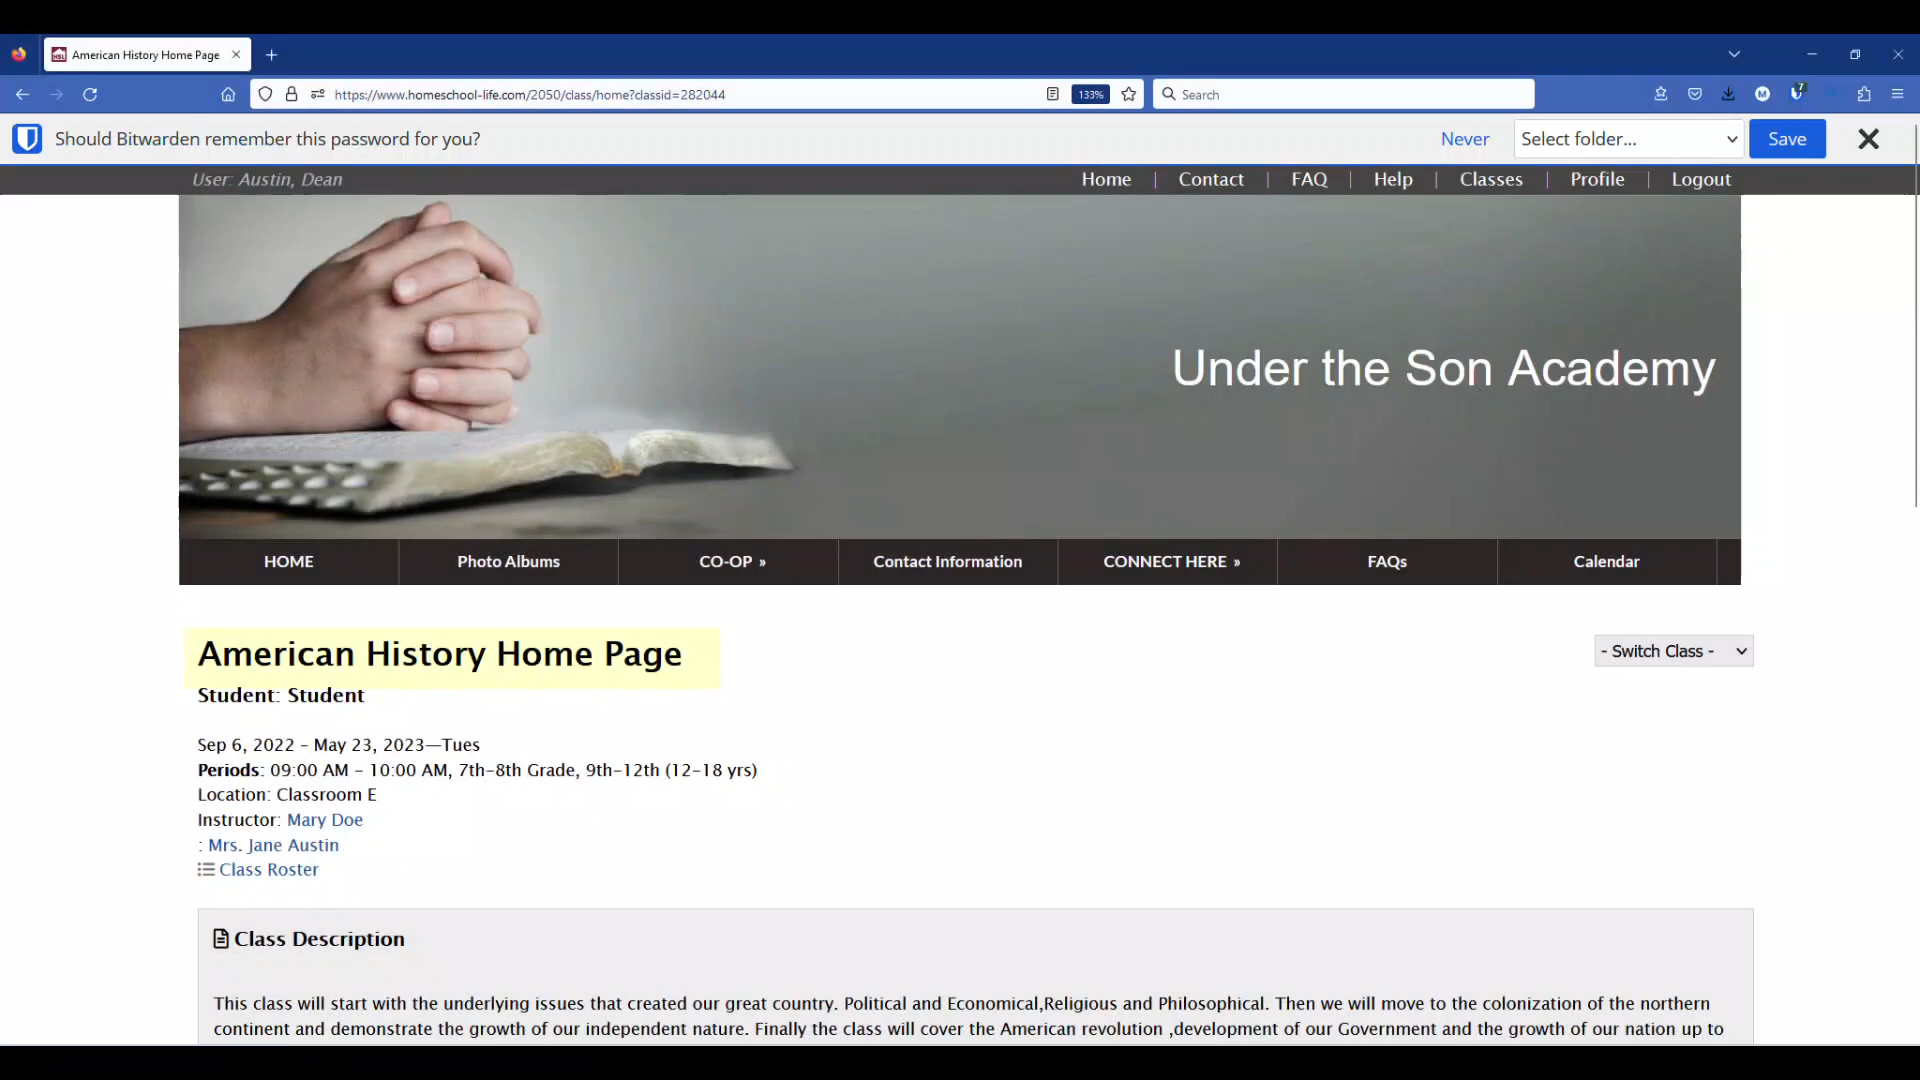 American History Home Page
https://www.homeschool-life.com/2050/class/home?classid=282044
133%
Search
M
7
Should Bitwarden remember this password for you?
Never
Select folder...
Save
User: Austin, Dean
Home | Contact | FAQ | Help | Classes | Profile | Logout
Under the Son Academy
HOME
Photo Albums
CO-OP »
Contact Information
CONNECT HERE »
FAQs
Calendar
American History Home Page
- Switch Class -
Student: Student
Sep 6, 2022 – May 23, 2023—Tues
Periods: 09:00 AM – 10:00 AM, 7th–8th Grade, 9th–12th (12–18 yrs)
Location: Classroom E
Instructor: Mary Doe
: Mrs. Jane Austin
Class Roster
Class Description
This class will start with the underlying issues that created our great country. Political and Economical,Religious and Philosophical. Then we will move to the colonization of the northern
continent and demonstrate the growth of our independent nature. Finally the class will cover the American revolution ,development of our Government and the growth of our nation up to